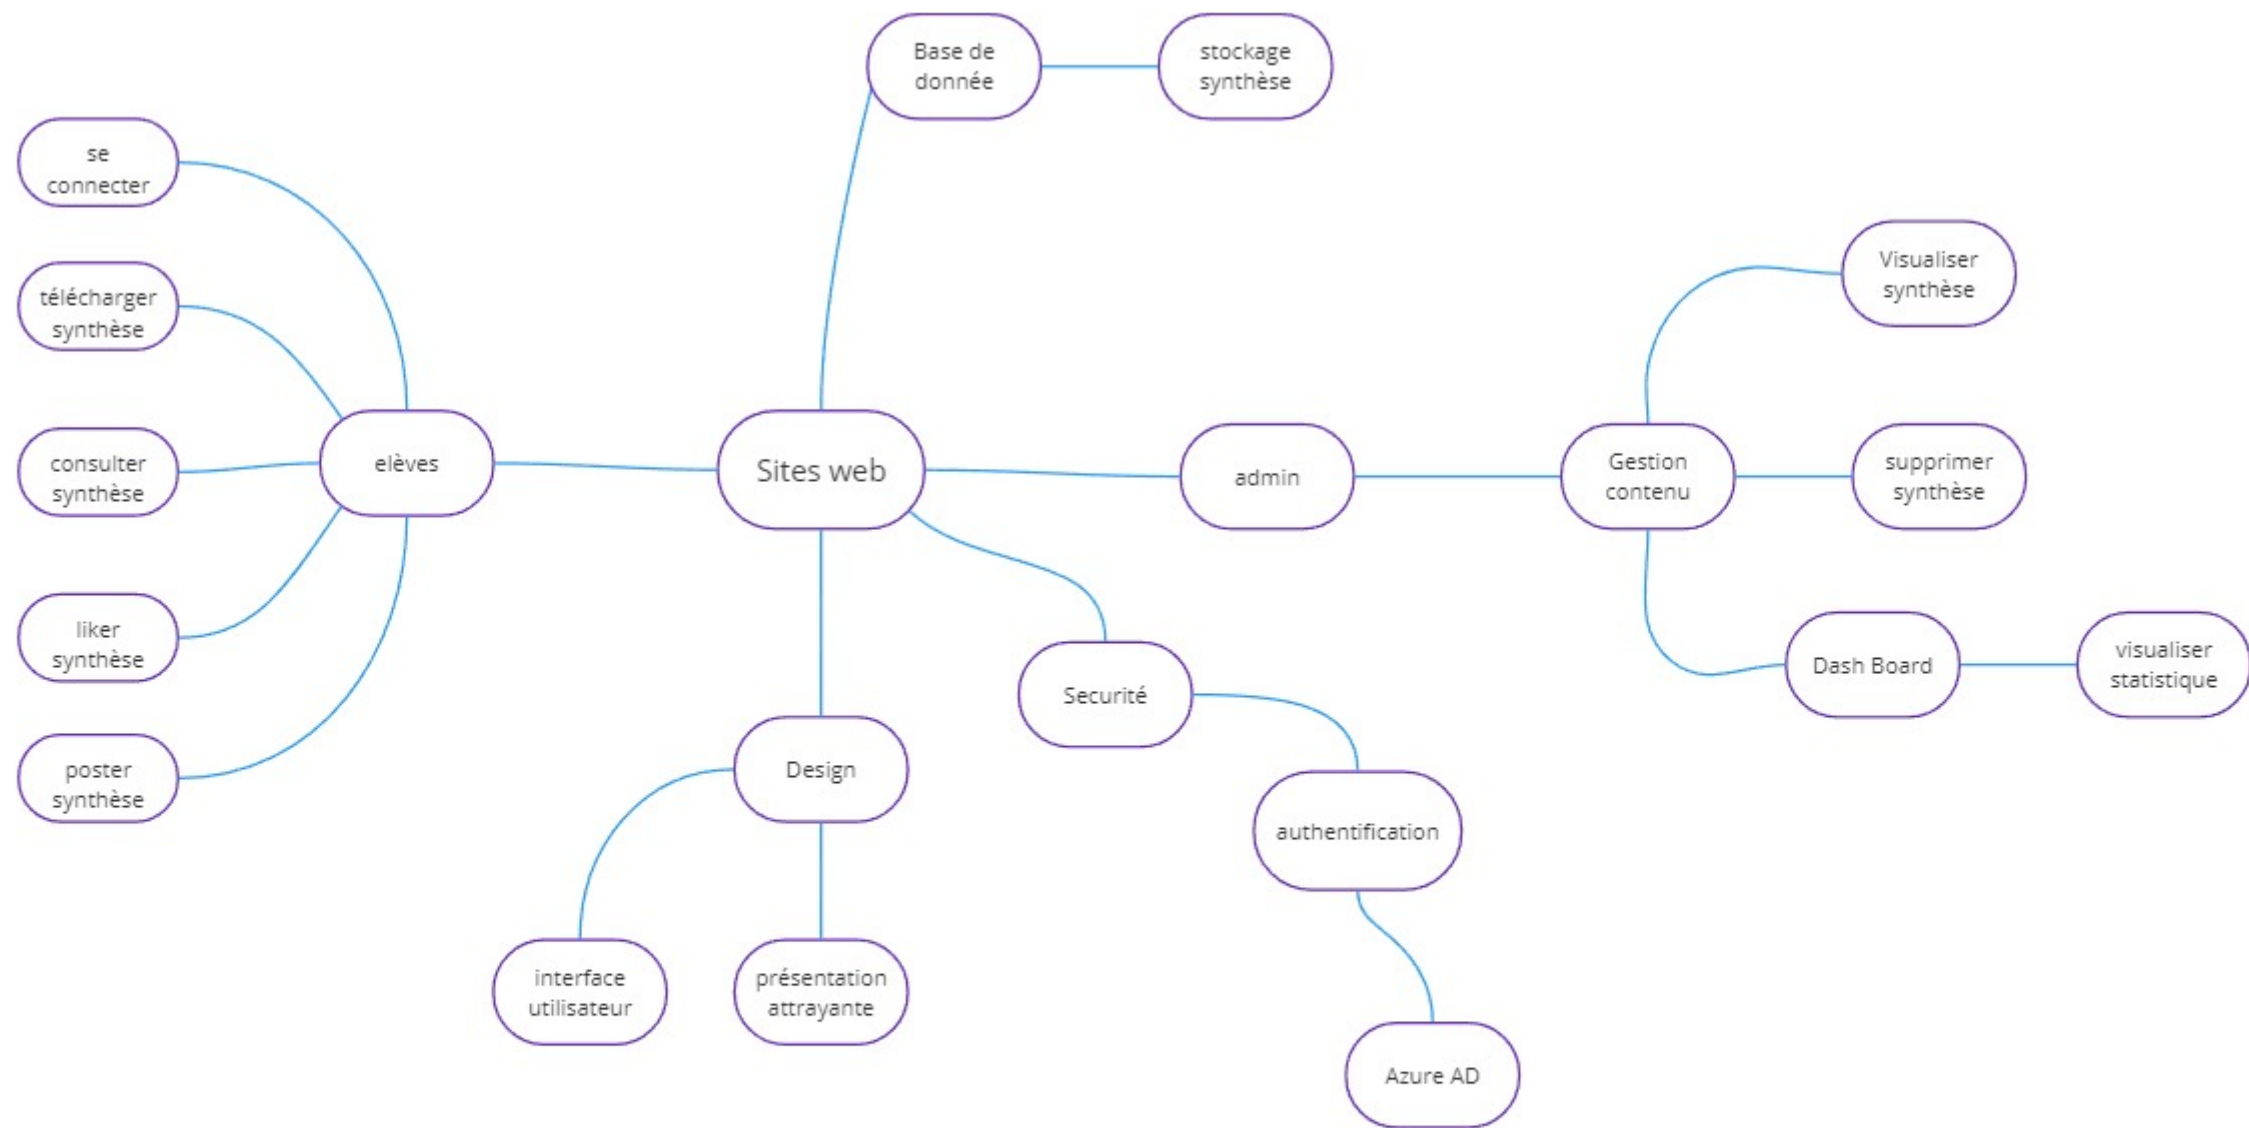 Base de
donnée
stockage
synthèse
se
connecter
télécharger
synthèse
consulter
synthèse
liker
synthèse
poster
synthèse
elèves
Sites web
admin
Gestion
contenu
Visualiser
synthèse
supprimer
synthèse
Dash Board
visualiser
statistique
Securité
authentification
Azure AD
Design
interface
utilisateur
présentation
attrayante